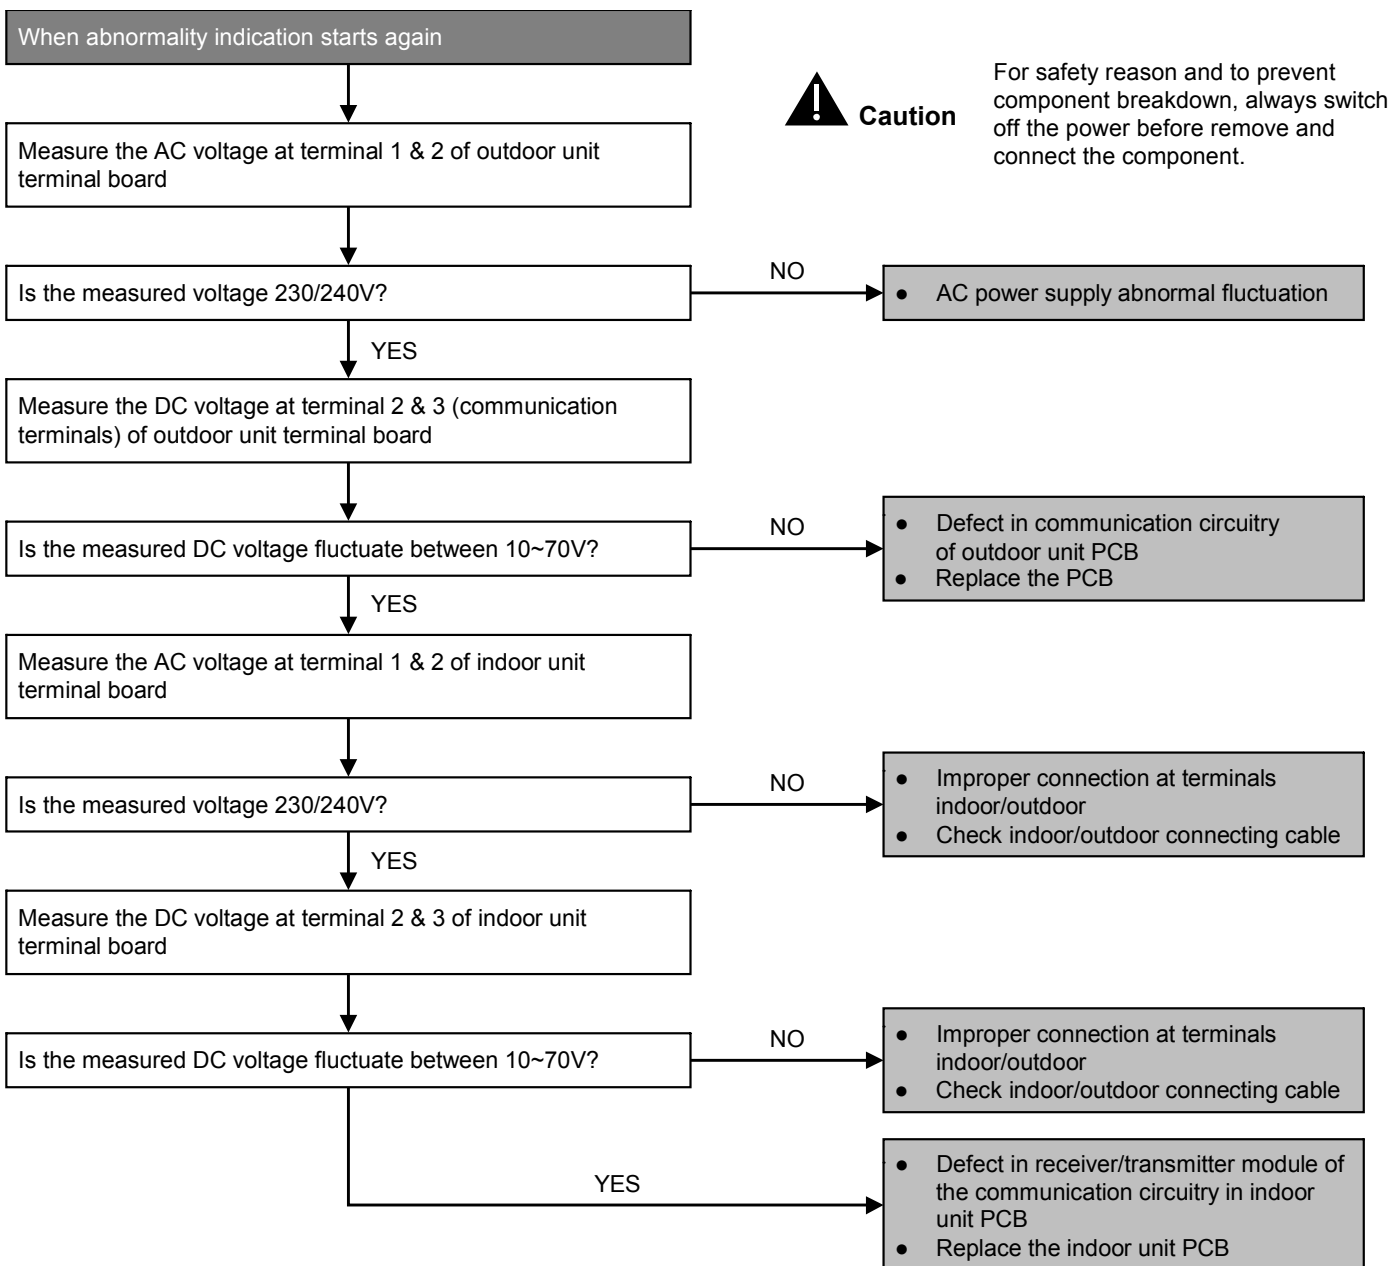 When abnormality indication starts again
Caution
For safety reason and to prevent
component breakdown, always switch
off the power before remove and
connect the component.
Measure the AC voltage at terminal 1 & 2 of outdoor unit
terminal board
Is the measured voltage 230/240V?
NO
● AC power supply abnormal fluctuation
YES
Measure the DC voltage at terminal 2 & 3 (communication
terminals) of outdoor unit terminal board
Is the measured DC voltage fluctuate between 10~70V?
NO
● Defect in communication circuitry
of outdoor unit PCB
● Replace the PCB
YES
Measure the AC voltage at terminal 1 & 2 of indoor unit
terminal board
Is the measured voltage 230/240V?
NO
● Improper connection at terminals
indoor/outdoor
● Check indoor/outdoor connecting cable
YES
Measure the DC voltage at terminal 2 & 3 of indoor unit
terminal board
Is the measured DC voltage fluctuate between 10~70V?
NO
● Improper connection at terminals
indoor/outdoor
● Check indoor/outdoor connecting cable
YES
● Defect in receiver/transmitter module of
the communication circuitry in indoor
unit PCB
● Replace the indoor unit PCB